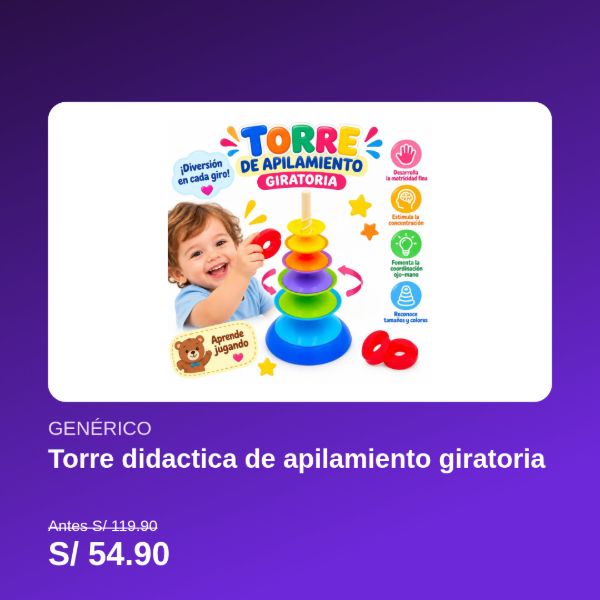 TORRE
DE APILAMIENTO
GIRATORIA
¡Diversión
en cada giro!
Desarrolla
la motricidad fina
Estimula la
concentración
Fomenta la
coordinación
ojo-mano
Reconoce
tamaños y colores
Aprende
jugando
GENÉRICO
Torre didactica de apilamiento giratoria
Antes S/ 119.90
S/ 54.90